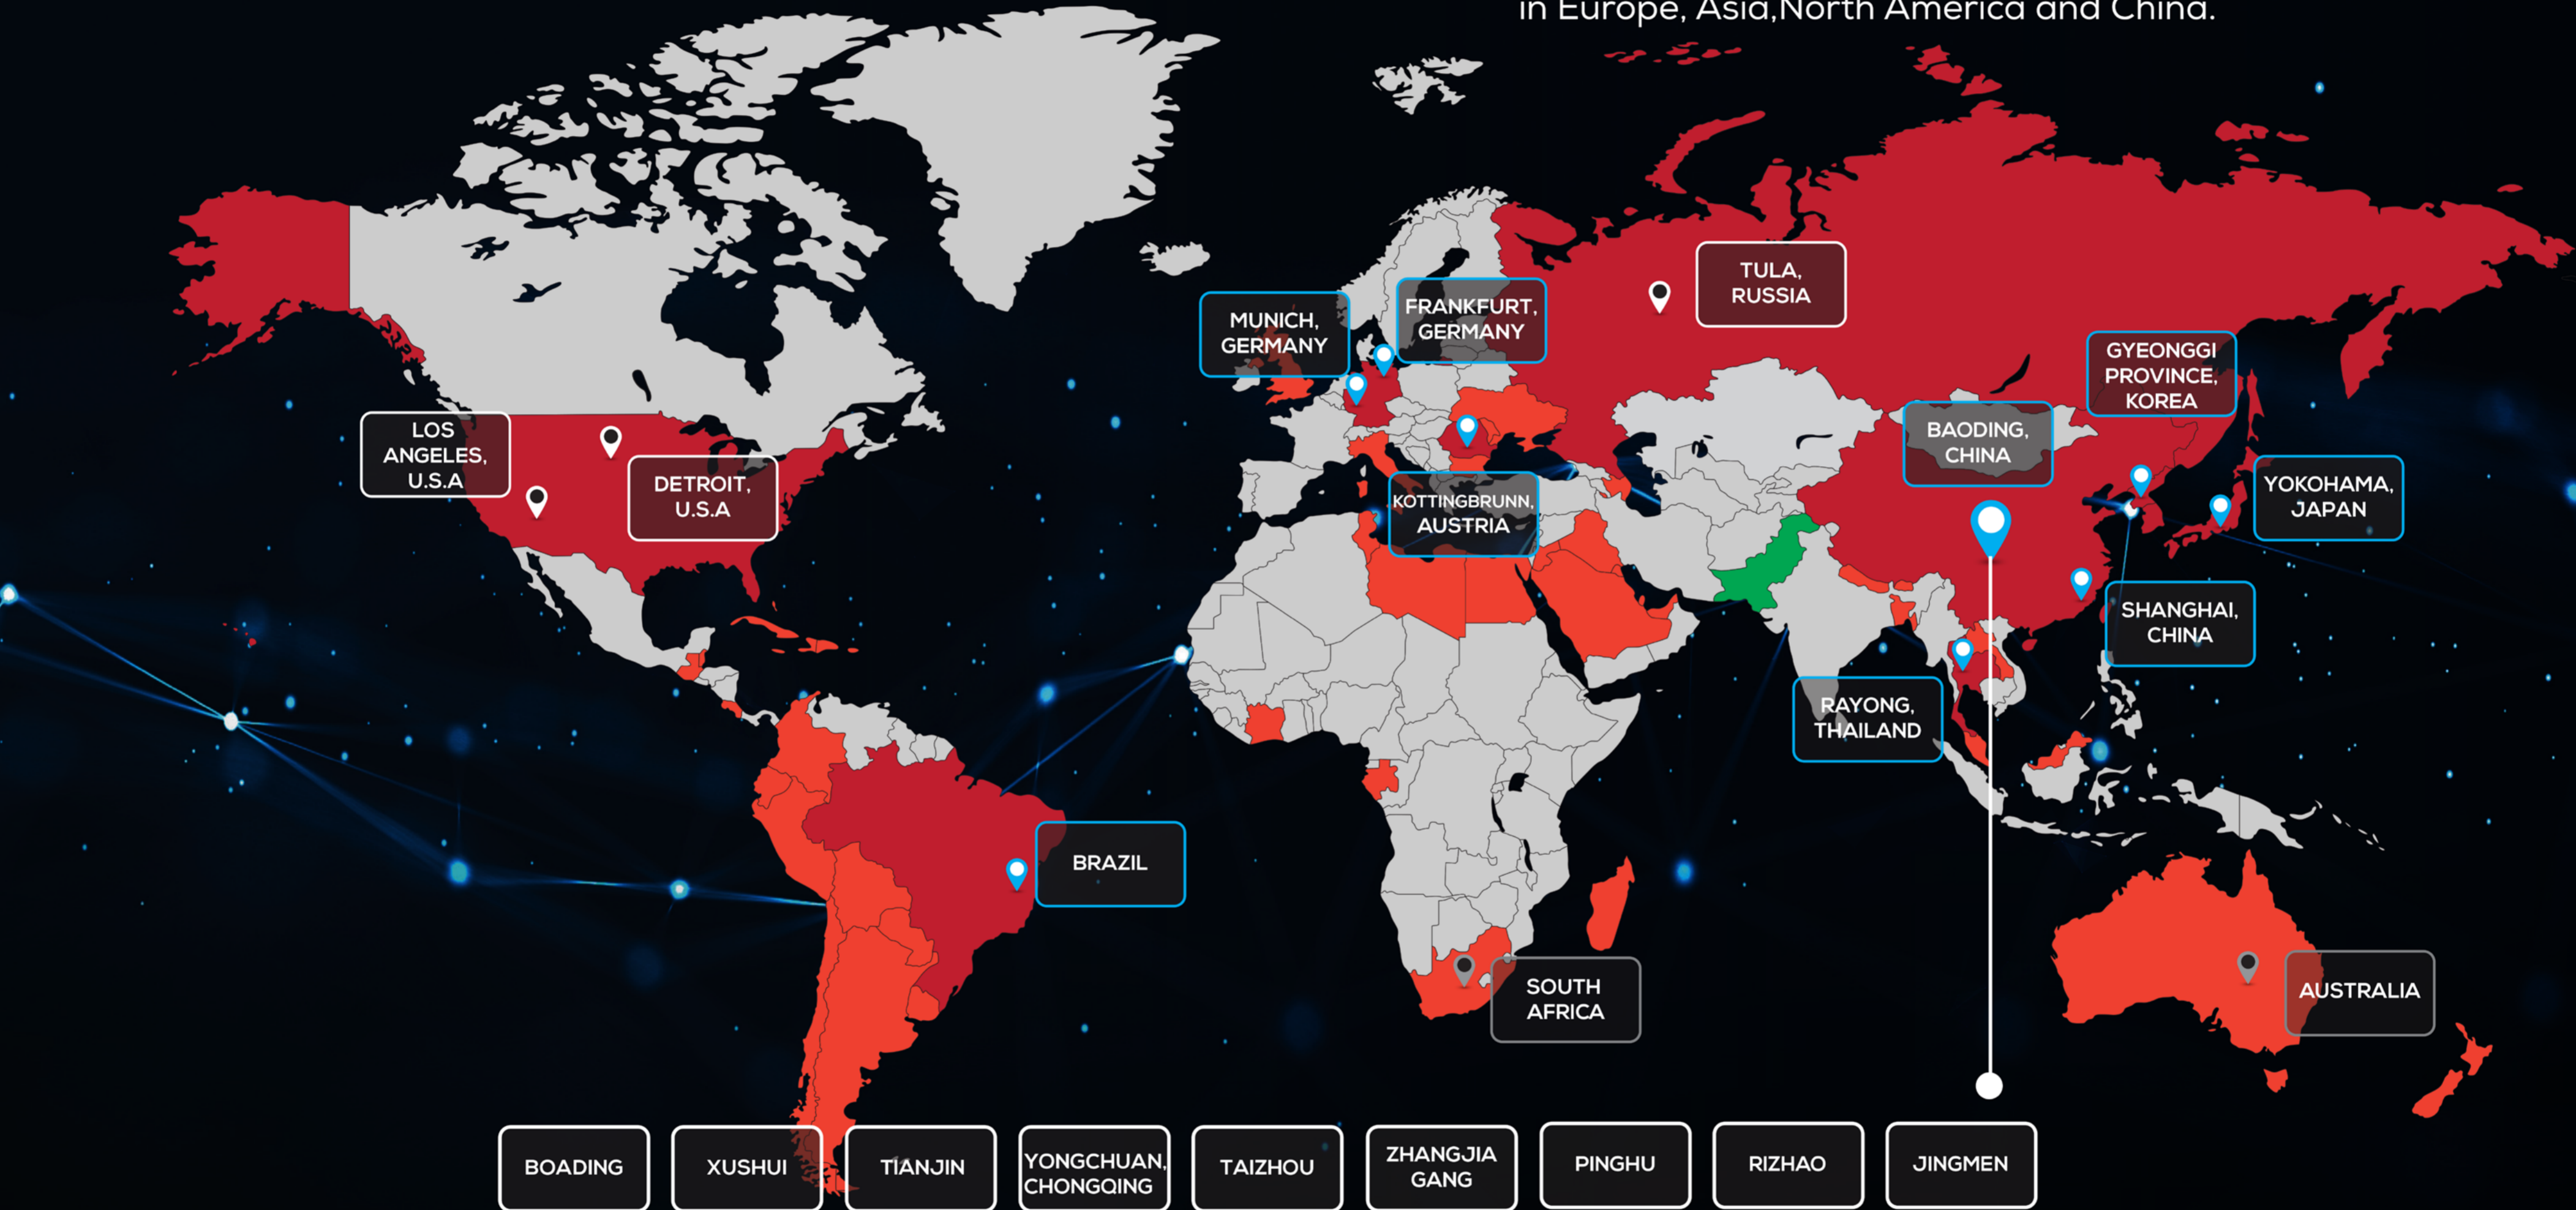 in Europe, Asia,North America and China.
TULA,
RUSSIA
MUNICH,
GERMANY
FRANKFURT,
GERMANY
GYEONGGI
PROVINCE,
KOREA
LOS
ANGELES,
U.S.A
BAODING,
CHINA
DETROIT,
U.S.A
KOTTINGBRUNN,
AUSTRIA
YOKOHAMA,
JAPAN
SHANGHAI,
CHINA
RAYONG,
THAILAND
BRAZIL
SOUTH
AFRICA
AUSTRALIA
BOADING
XUSHUI
TIANJIN
YONGCHUAN,
CHONGQING
TAIZHOU
ZHANGJIA
GANG
PINGHU
RIZHAO
JINGMEN